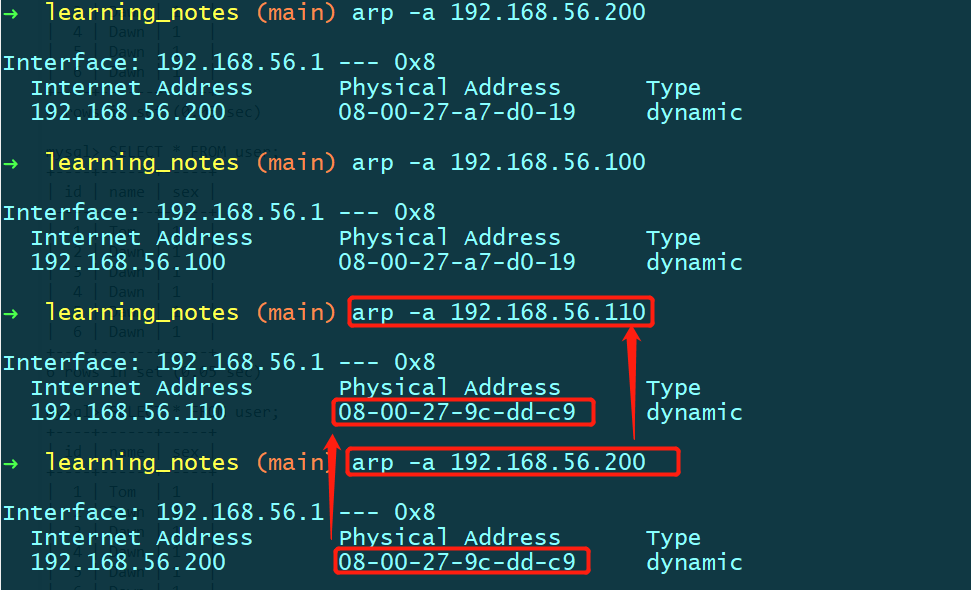 → learning_notes (main) arp -a 192.168.56.200
Interface: 192.168.56.1 --- 0x8
Internet Address Physical Address Type
192.168.56.200 08-00-27-a7-d0-19 dynamic
→ learning_notes (main) arp -a 192.168.56.100
Interface: 192.168.56.1 --- 0x8
Internet Address Physical Address Type
192.168.56.100 08-00-27-a7-d0-19 dynamic
→ learning_notes (main) arp -a 192.168.56.110
Interface: 192.168.56.1 --- 0x8
Internet Address Physical Address Type
192.168.56.110 08-00-27-9c-dd-c9 dynamic
→ learning_notes (main) arp -a 192.168.56.200
Interface: 192.168.56.1 --- 0x8
Internet Address Physical Address Type
192.168.56.200 08-00-27-9c-dd-c9 dynamic